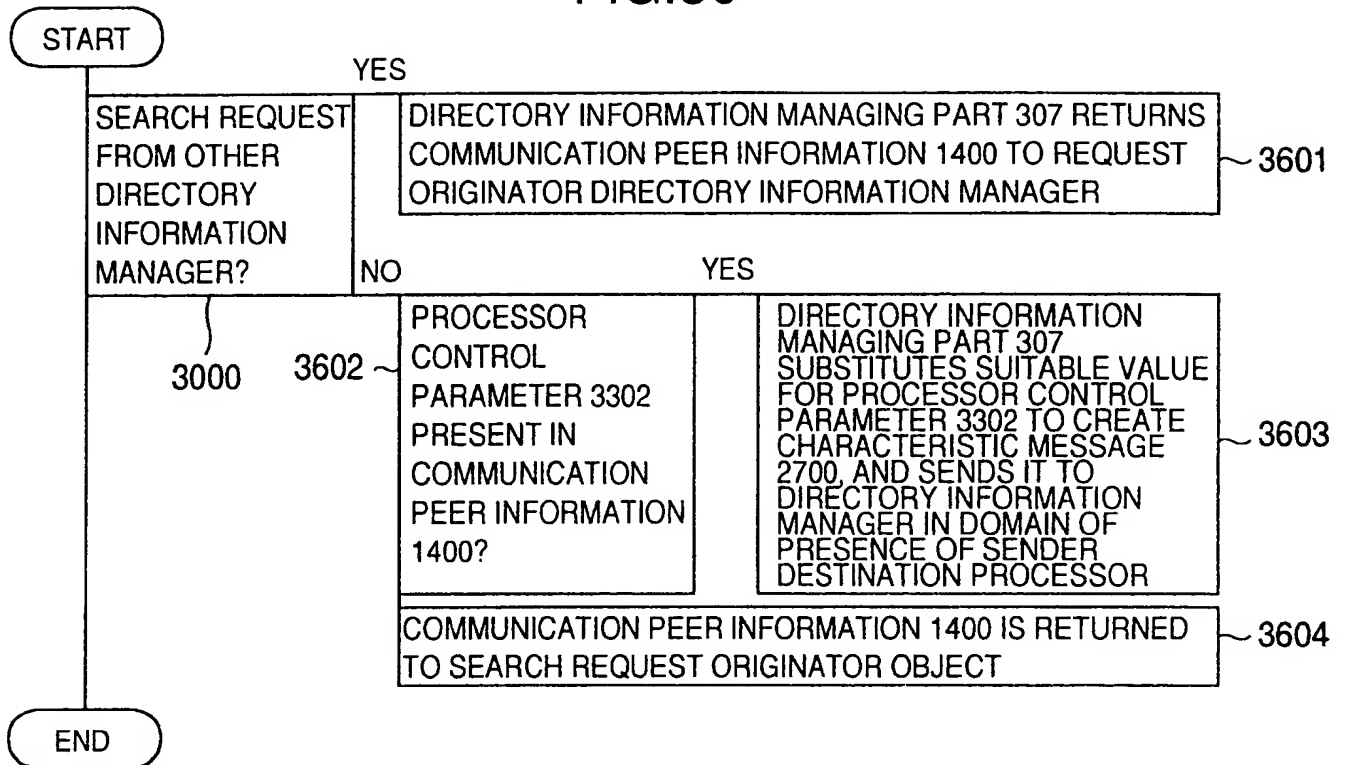 START
YES
SEARCH REQUEST
FROM OTHER
DIRECTORY
INFORMATION
MANAGER?
DIRECTORY INFORMATION MANAGING PART 307 RETURNS
COMMUNICATION PEER INFORMATION 1400 TO REQUEST
ORIGINATOR DIRECTORY INFORMATION MANAGER
3601
NO
YES
3000
3602
PROCESSOR
CONTROL
PARAMETER 3302
PRESENT IN
COMMUNICATION
PEER INFORMATION
1400?
DIRECTORY INFORMATION
MANAGING PART 307
SUBSTITUTES SUITABLE VALUE
FOR PROCESSOR CONTROL
PARAMETER 3302 TO CREATE
CHARACTERISTIC MESSAGE
2700, AND SENDS IT TO
DIRECTORY INFORMATION
MANAGER IN DOMAIN OF
PRESENCE OF SENDER
DESTINATION PROCESSOR
3603
COMMUNICATION PEER INFORMATION 1400 IS RETURNED
TO SEARCH REQUEST ORIGINATOR OBJECT
3604
END